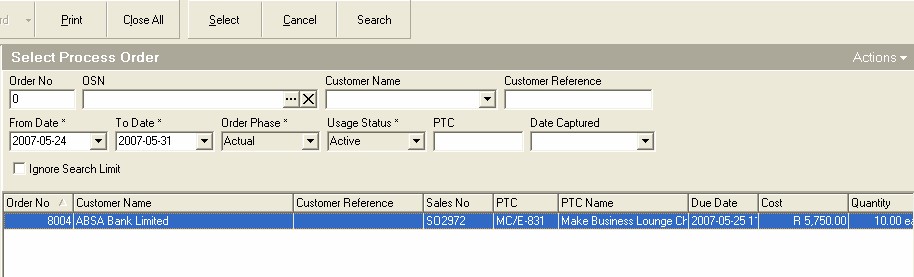 Print Close All Select Cancel Search
Select Process Order Actions
Order No OSN Customer Name Customer Reference
0
From Date * To Date * Order Phase * Usage Status * PTC Date Captured
2007-05-24 2007-05-31 Actual Active
Ignore Search Limit
Order No Customer Name Customer Reference Sales No PTC PTC Name Due Date Cost Quantity
8004 ABSA Bank Limited SO2972 MC/E-831 Make Business Lounge Ch 2007-05-25 1 R 5,750.00 10.00 ea